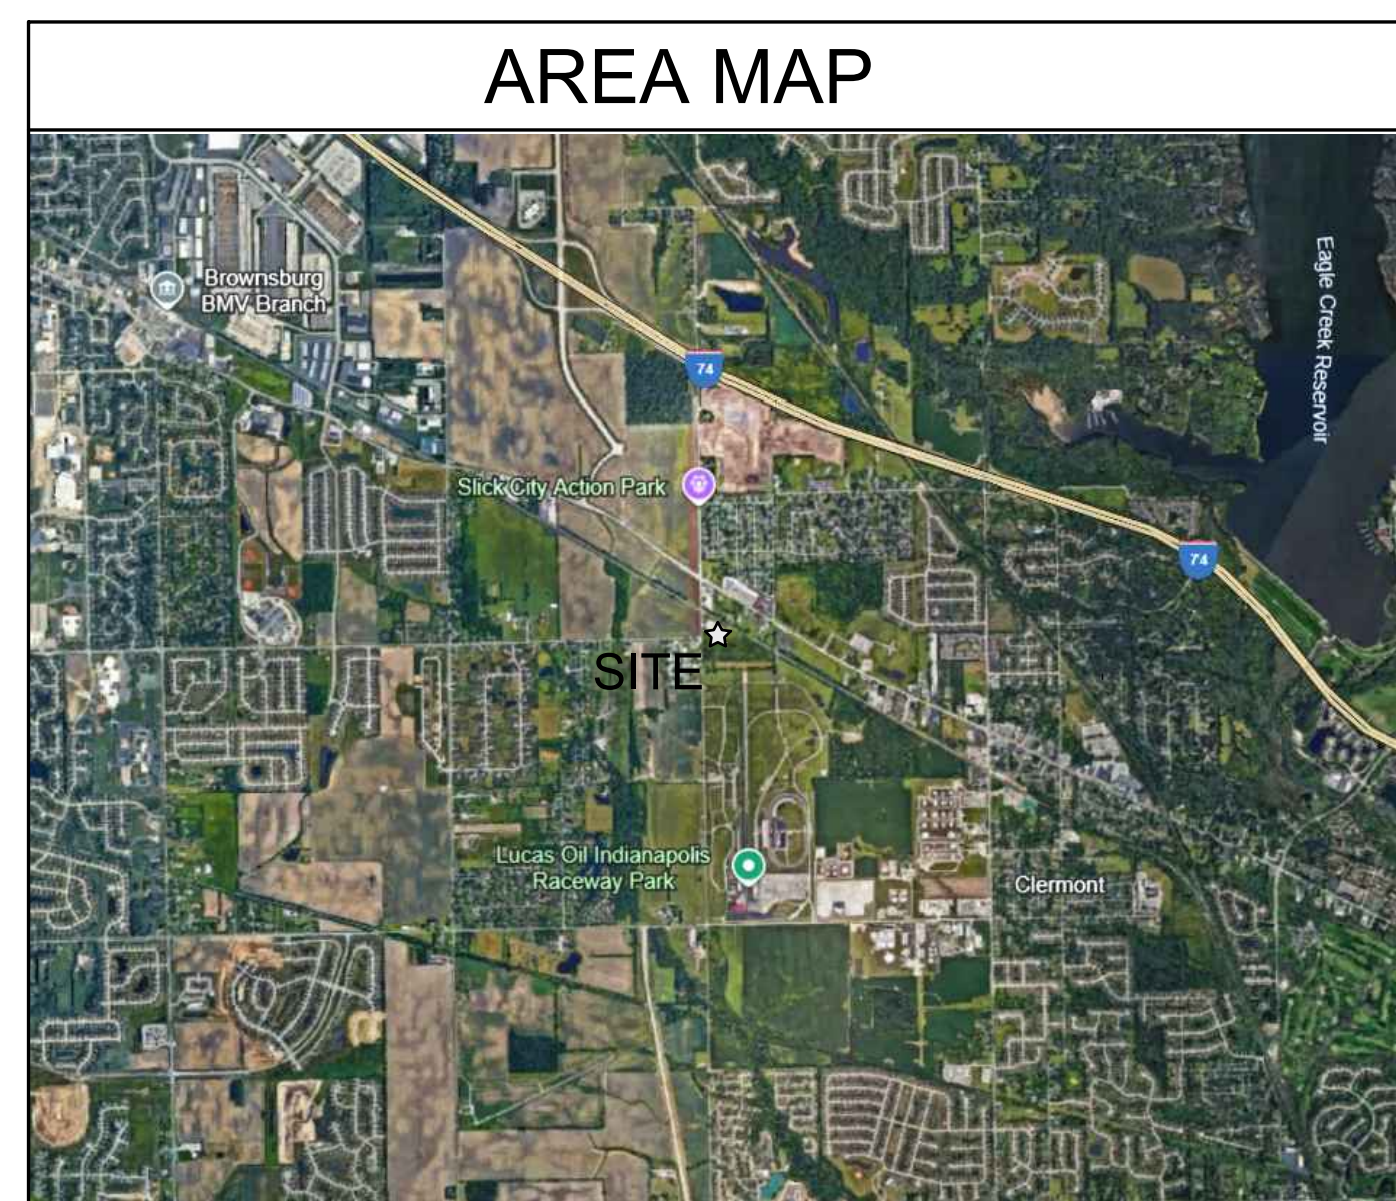 AREA MAP
Brownsburg
BMV Branch
Eagle Creek Reservoir
74
Slick City Action Park
74
SITE
Lucas Oil Indianapolis
Raceway Park
Clermont